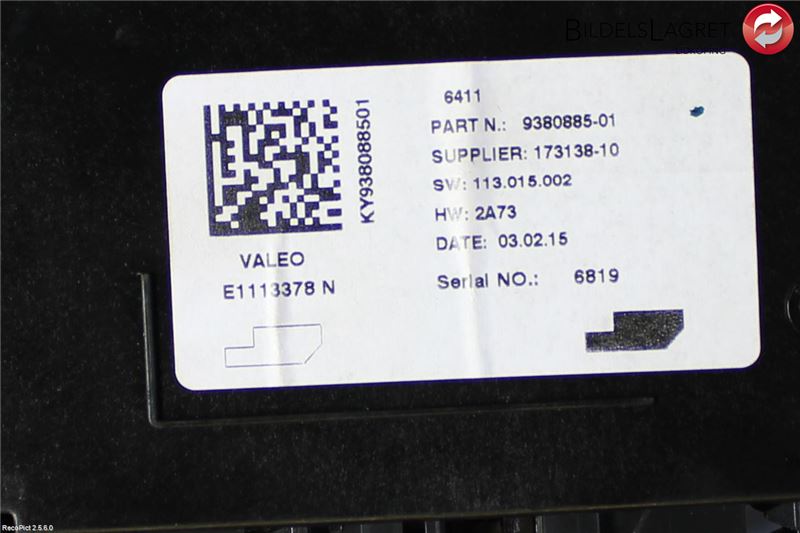 BILDELSLAGRET
6411
PART N.: 9380885-01
SUPPLIER: 173138-10
SW: 113.015.002
HW: 2A73
DATE: 03.02.15
Serial NO.: 6819
KY938088501
VALEO
E1113378 N
RecoPict 2.5.6.0